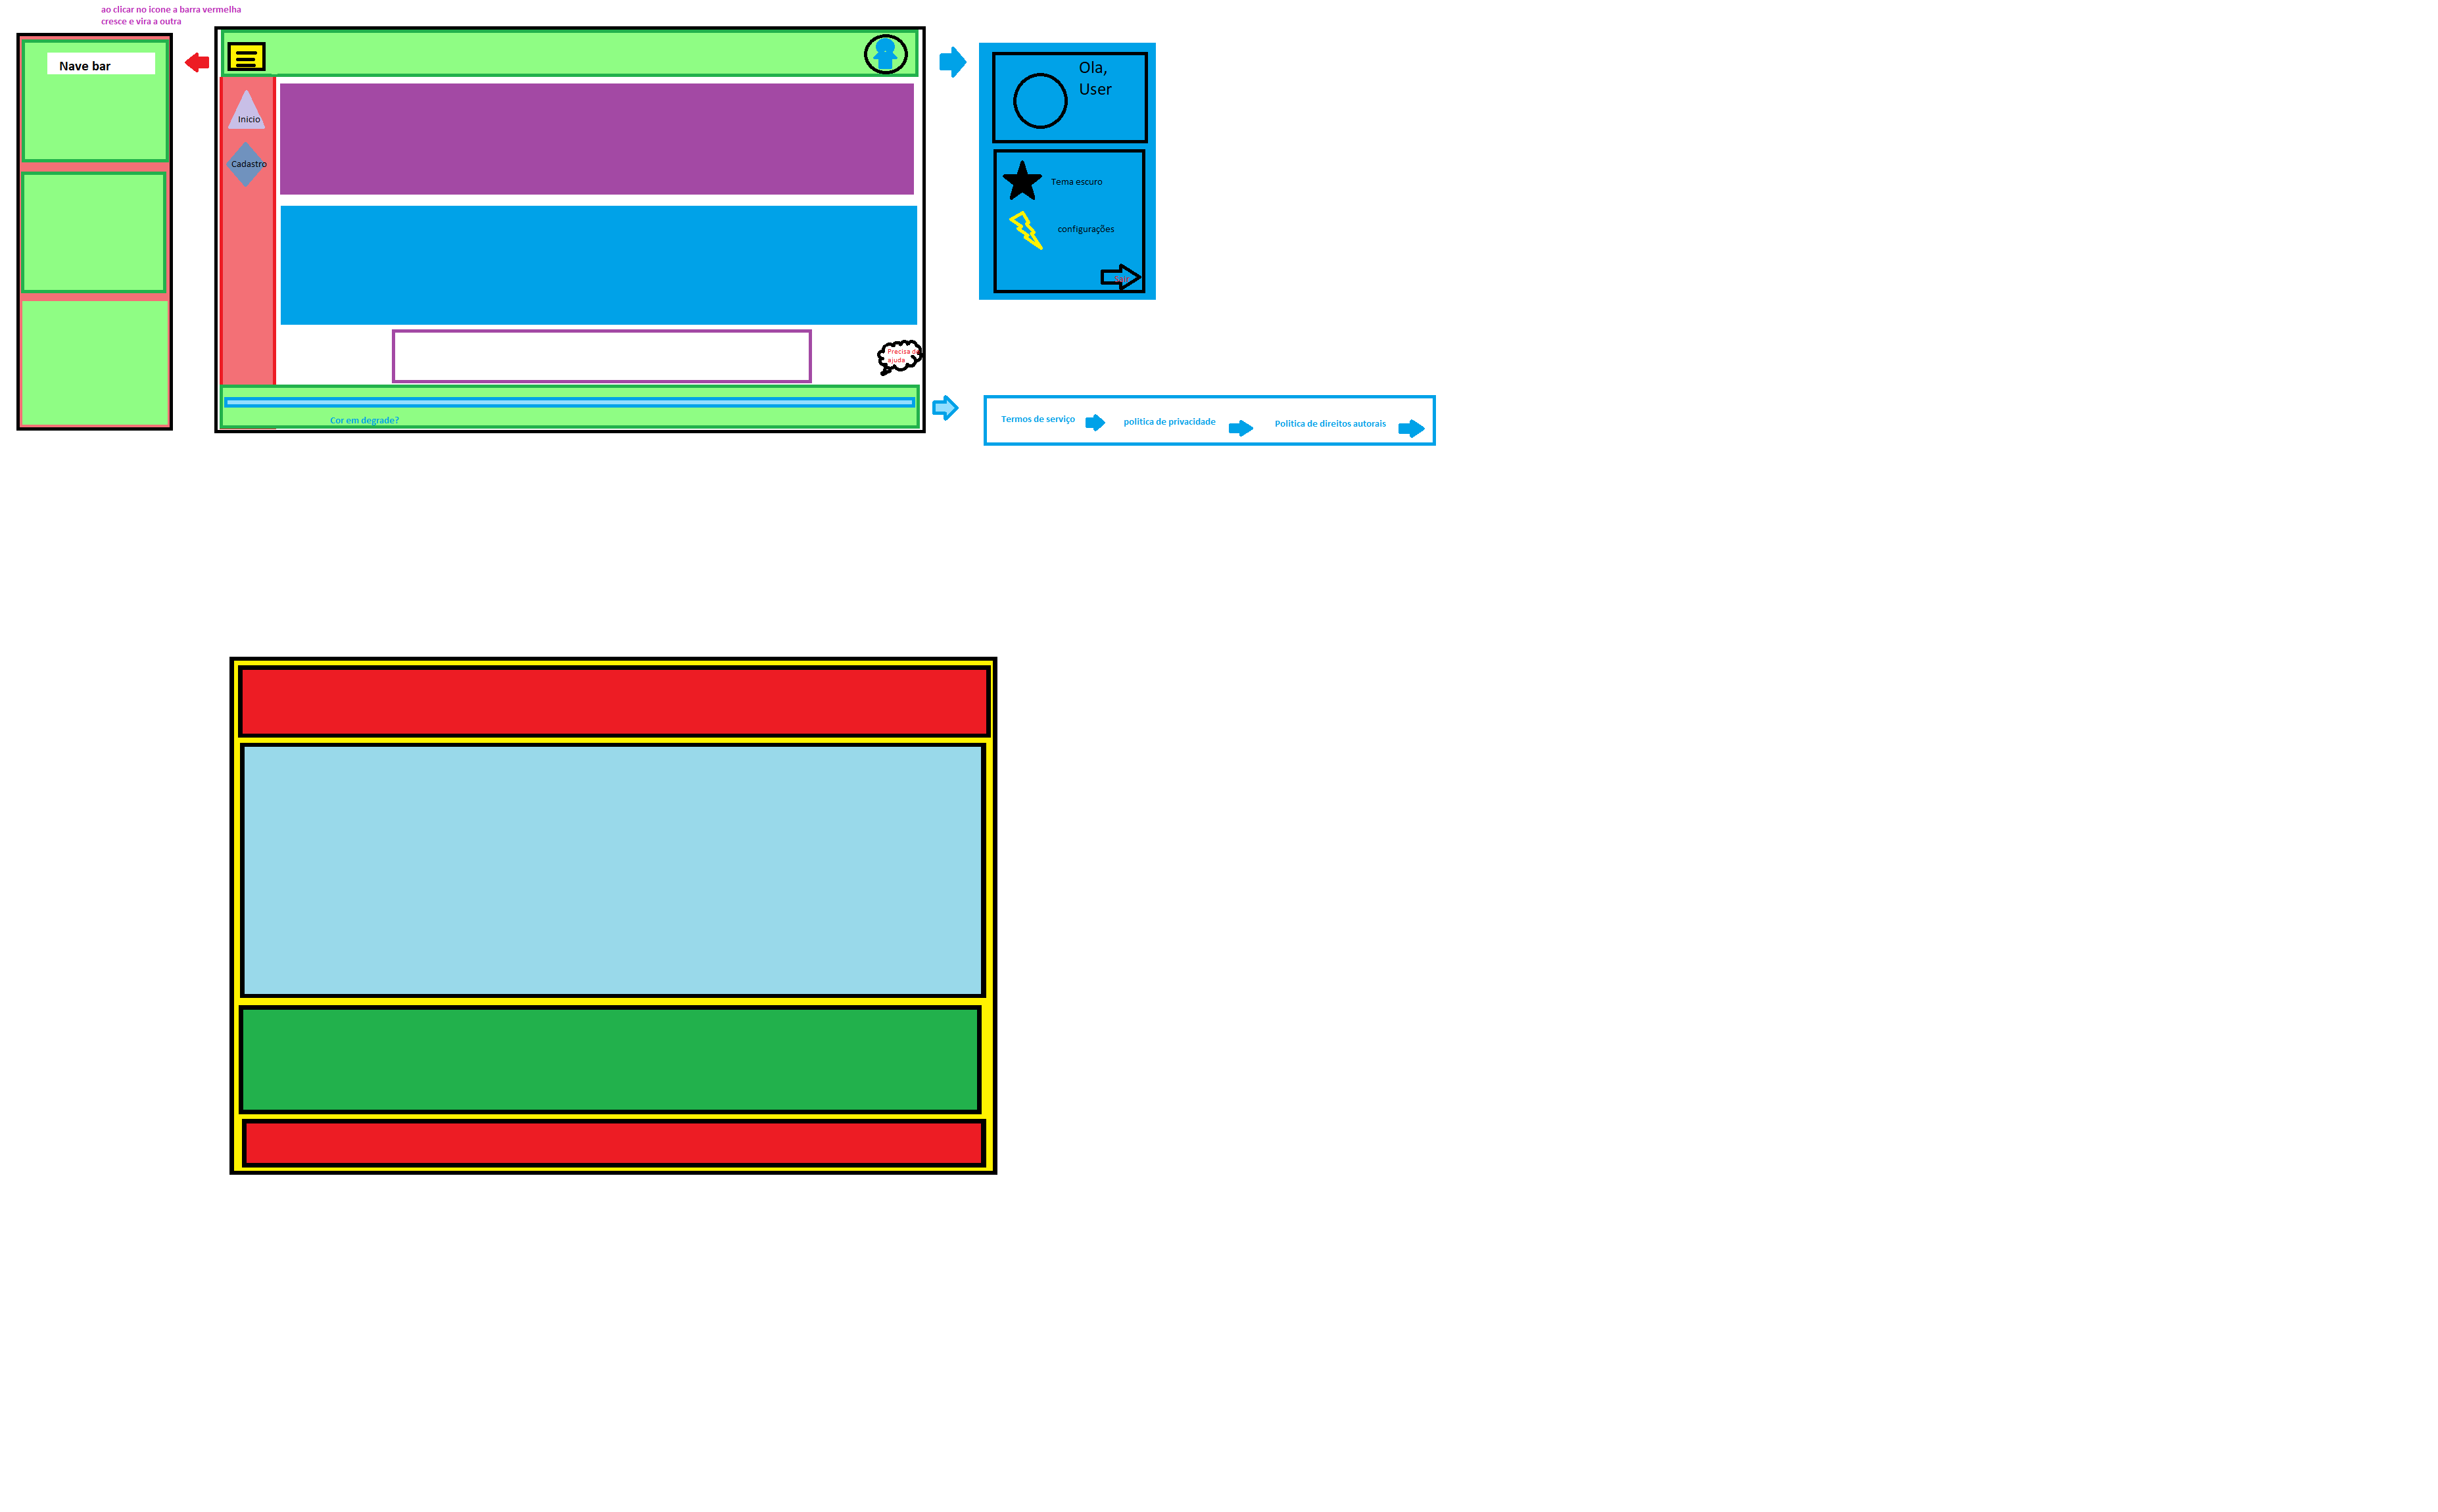 ao clicar no icone a barra vermelha
cresce e vira a outra
Nave bar
Inicio
Cadastro
Ola,
User
Tema escuro
configurações
Precisa de
ajuda
Cor em degrade?
Termos de serviço
politica de privacidade
Politica de direitos autorais